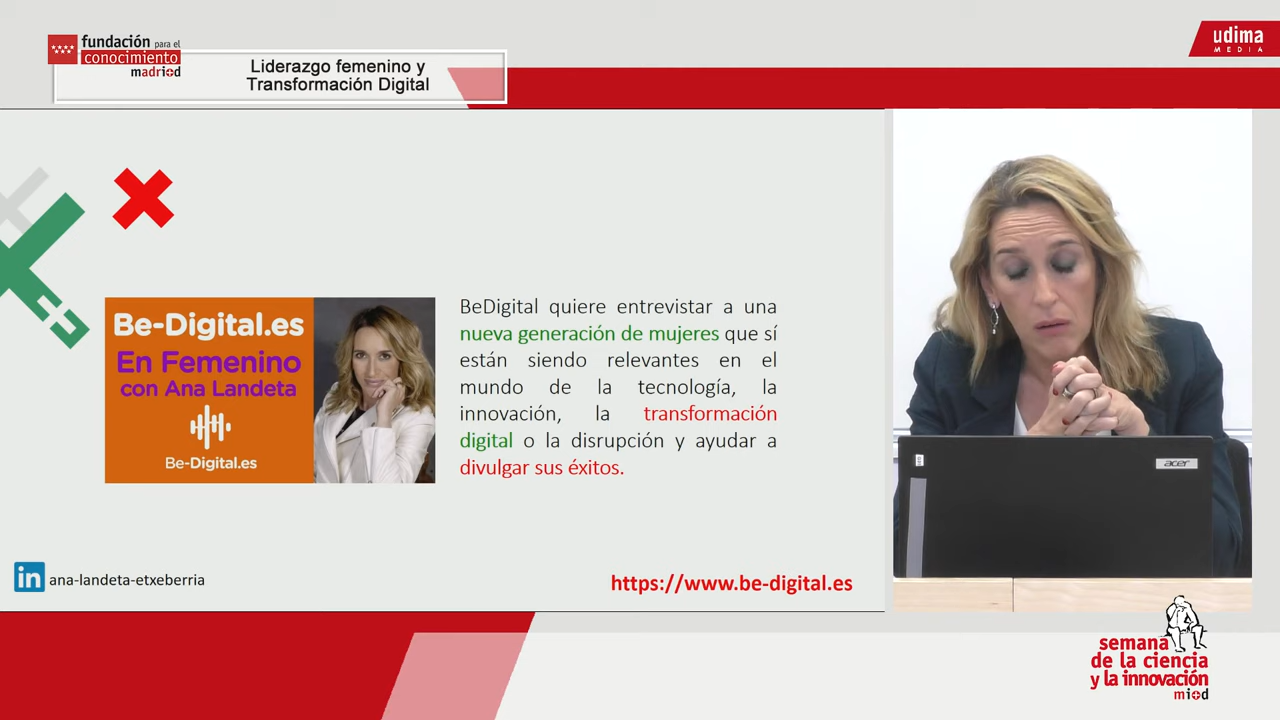 fundación para el
conocimiento
madri+d
Liderazgo femenino y
Transformación Digital
udima
MEDIA
Be-Digital.es
En Femenino
con Ana Landeta
Be-Digital.es
BeDigital quiere entrevistar a una
nueva generación de mujeres que sí
están siendo relevantes en el
mundo de la tecnología, la
innovación, la transformación
digital o la disrupción y ayudar a
divulgar sus éxitos.
in ana-landeta-etxeberria
https://www.be-digital.es
acer
semana
de la ciencia
y la innovación
mi+d